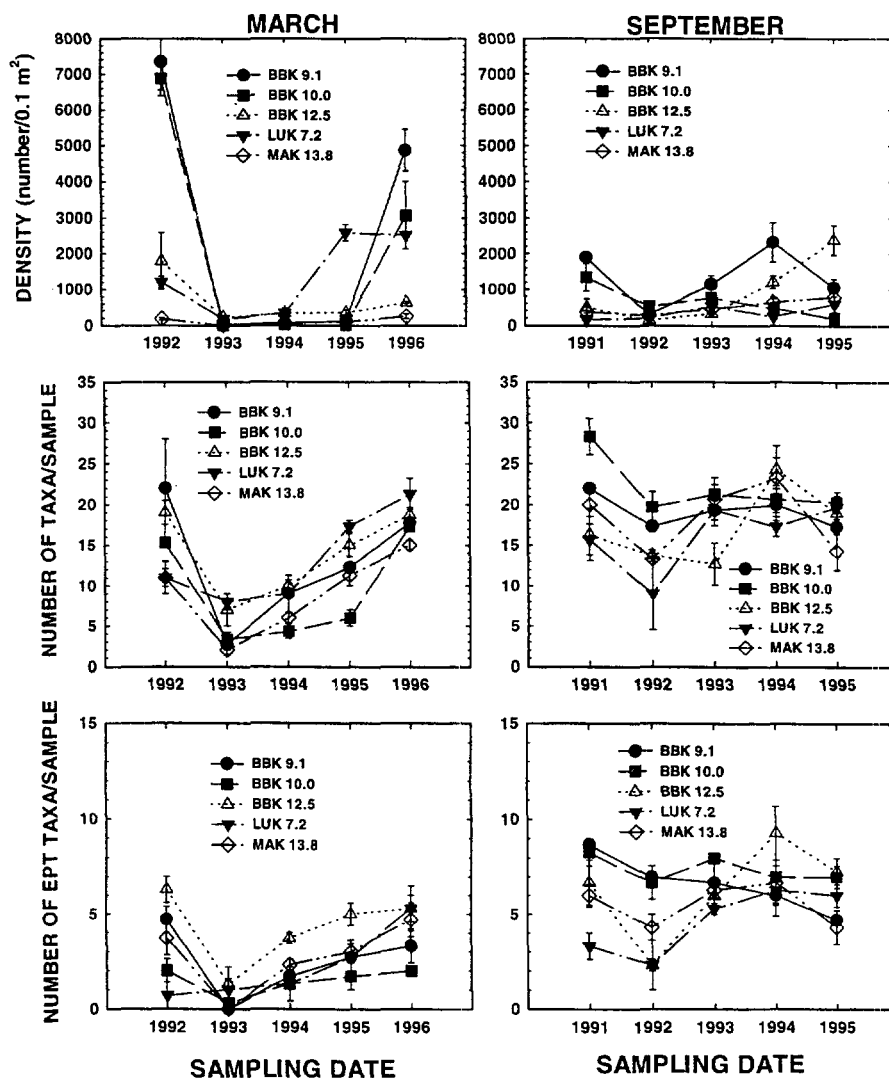 MARCH
SEPTEMBER
DENSITY (number/0.1 m²)
8000
7000
6000
5000
4000
3000
2000
1000
0
BBK 9.1
BBK 10.0
BBK 12.5
LUK 7.2
MAK 13.8
1992 1993 1994 1995 1996
8000
7000
6000
5000
4000
3000
2000
1000
0
BBK 9.1
BBK 10.0
BBK 12.5
LUK 7.2
MAK 13.8
1991 1992 1993 1994 1995
NUMBER OF TAXA/SAMPLE
35
30
25
20
15
10
5
0
BBK 9.1
BBK 10.0
BBK 12.5
LUK 7.2
MAK 13.8
1992 1993 1994 1995 1996
35
30
25
20
15
10
5
0
BBK 9.1
BBK 10.0
BBK 12.5
LUK 7.2
MAK 13.8
1991 1992 1993 1994 1995
NUMBER OF EPT TAXA/SAMPLE
15
10
5
0
BBK 9.1
BBK 10.0
BBK 12.5
LUK 7.2
MAK 13.8
1992 1993 1994 1995 1996
SAMPLING DATE
15
10
5
0
BBK 9.1
BBK 10.0
BBK 12.5
LUK 7.2
MAK 13.8
1991 1992 1993 1994 1995
SAMPLING DATE